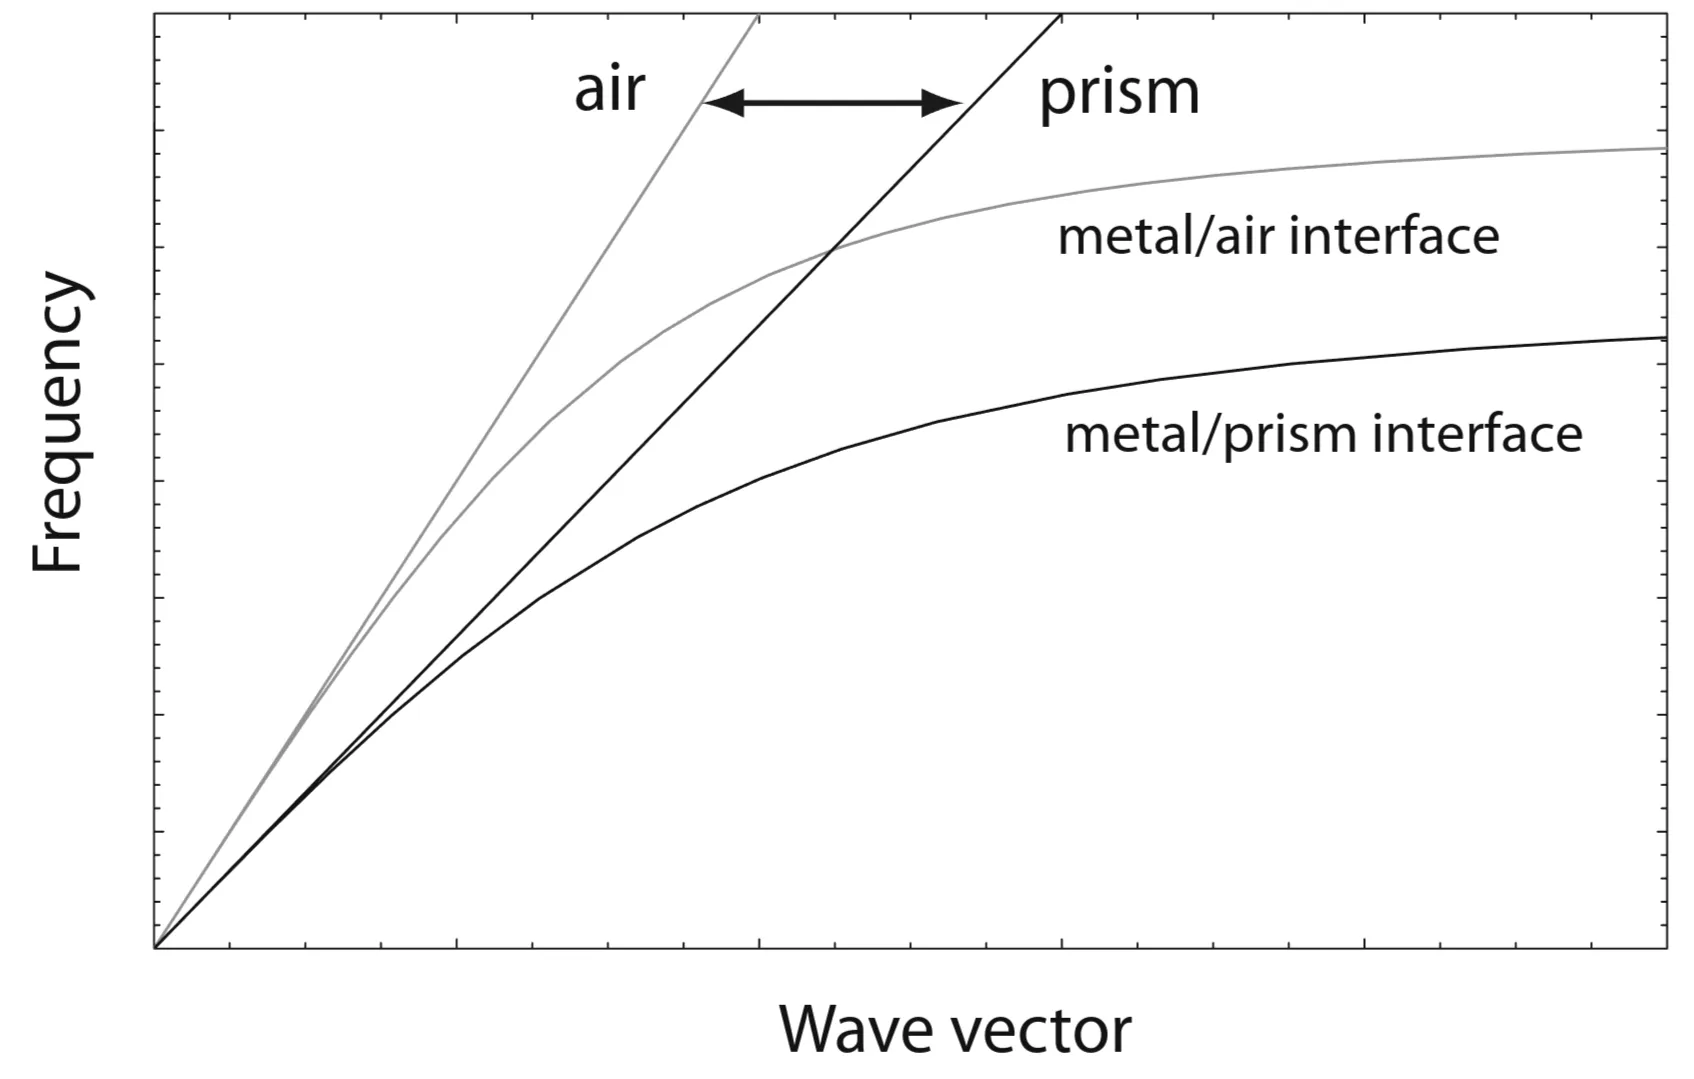 air
prism
metal/air interface
metal/prism interface
Frequency
Wave vector